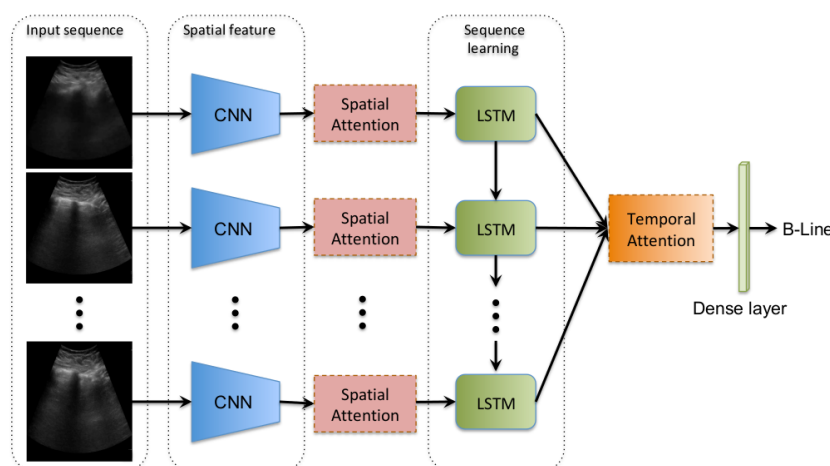 Input sequence
Spatial feature
Sequence
learning
CNN
Spatial
Attention
LSTM
CNN
Spatial
Attention
LSTM
Temporal
Attention
B-Line
Dense layer
CNN
Spatial
Attention
LSTM